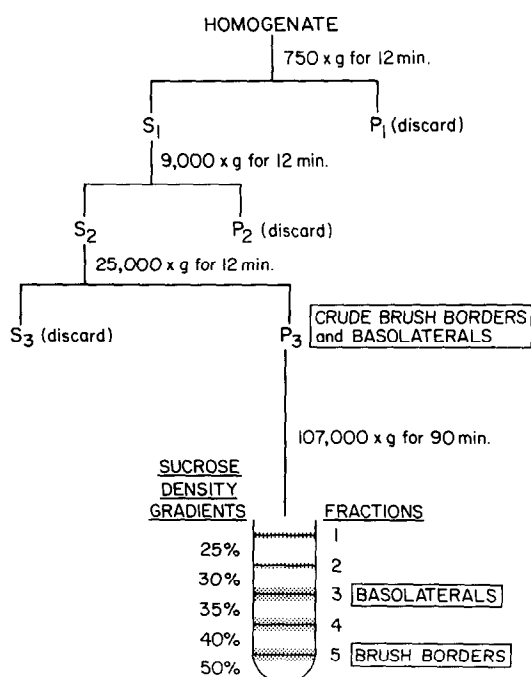 HOMOGENATE
750 x g for 12 min.
S1
P1 (discard)
9,000 x g for 12 min.
S2
P2 (discard)
25,000 x g for 12 min.
S3 (discard)
P3
CRUDE BRUSH BORDERS
and BASOLATERALS
107,000 x g for 90 min.
SUCROSE
DENSITY
GRADIENTS
FRACTIONS
1
25%
2
30%
3 BASOLATERALS
35%
4
40%
5 BRUSH BORDERS
50%